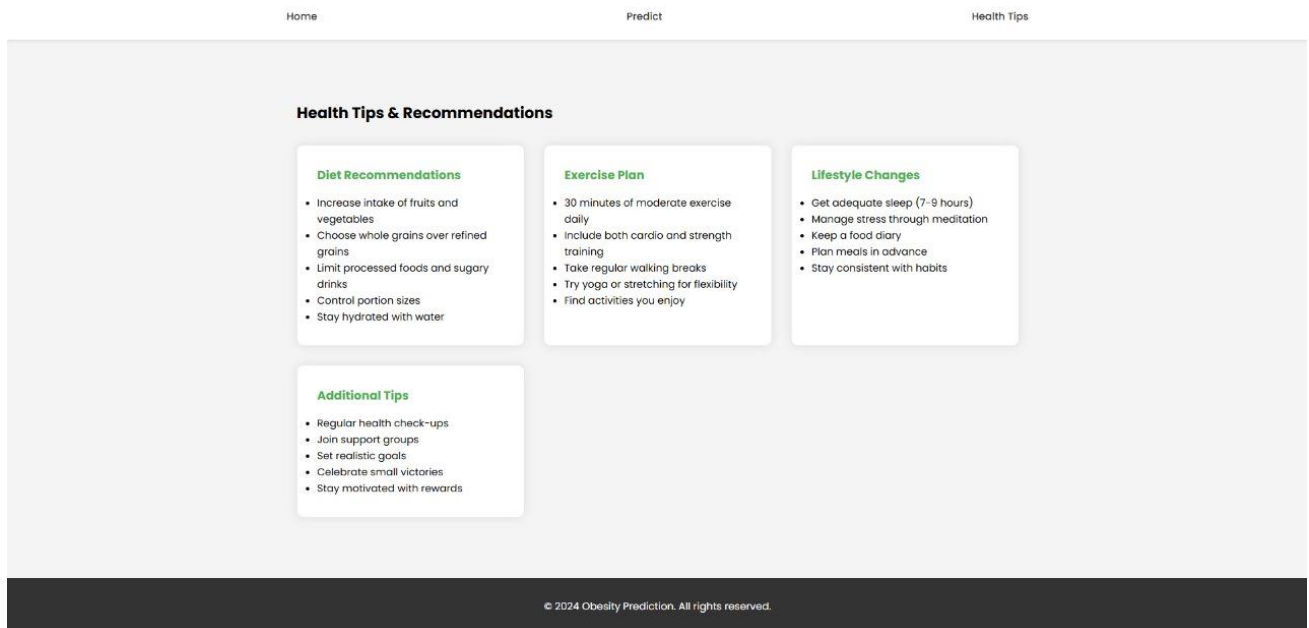 Home
Predict
Health Tips
Health Tips & Recommendations
Diet Recommendations
• Increase intake of fruits and
vegetables
• Choose whole grains over refined
grains
• Limit processed foods and sugary
drinks
• Control portion sizes
• Stay hydrated with water
Exercise Plan
• 30 minutes of moderate exercise
daily
• Include both cardio and strength
training
• Take regular walking breaks
• Try yoga or stretching for flexibility
• Find activities you enjoy
Lifestyle Changes
• Get adequate sleep (7-9 hours)
• Manage stress through meditation
• Keep a food diary
• Plan meals in advance
• Stay consistent with habits
Additional Tips
• Regular health check-ups
• Join support groups
• Set realistic goals
• Celebrate small victories
• Stay motivated with rewards
© 2024 Obesity Prediction. All rights reserved.